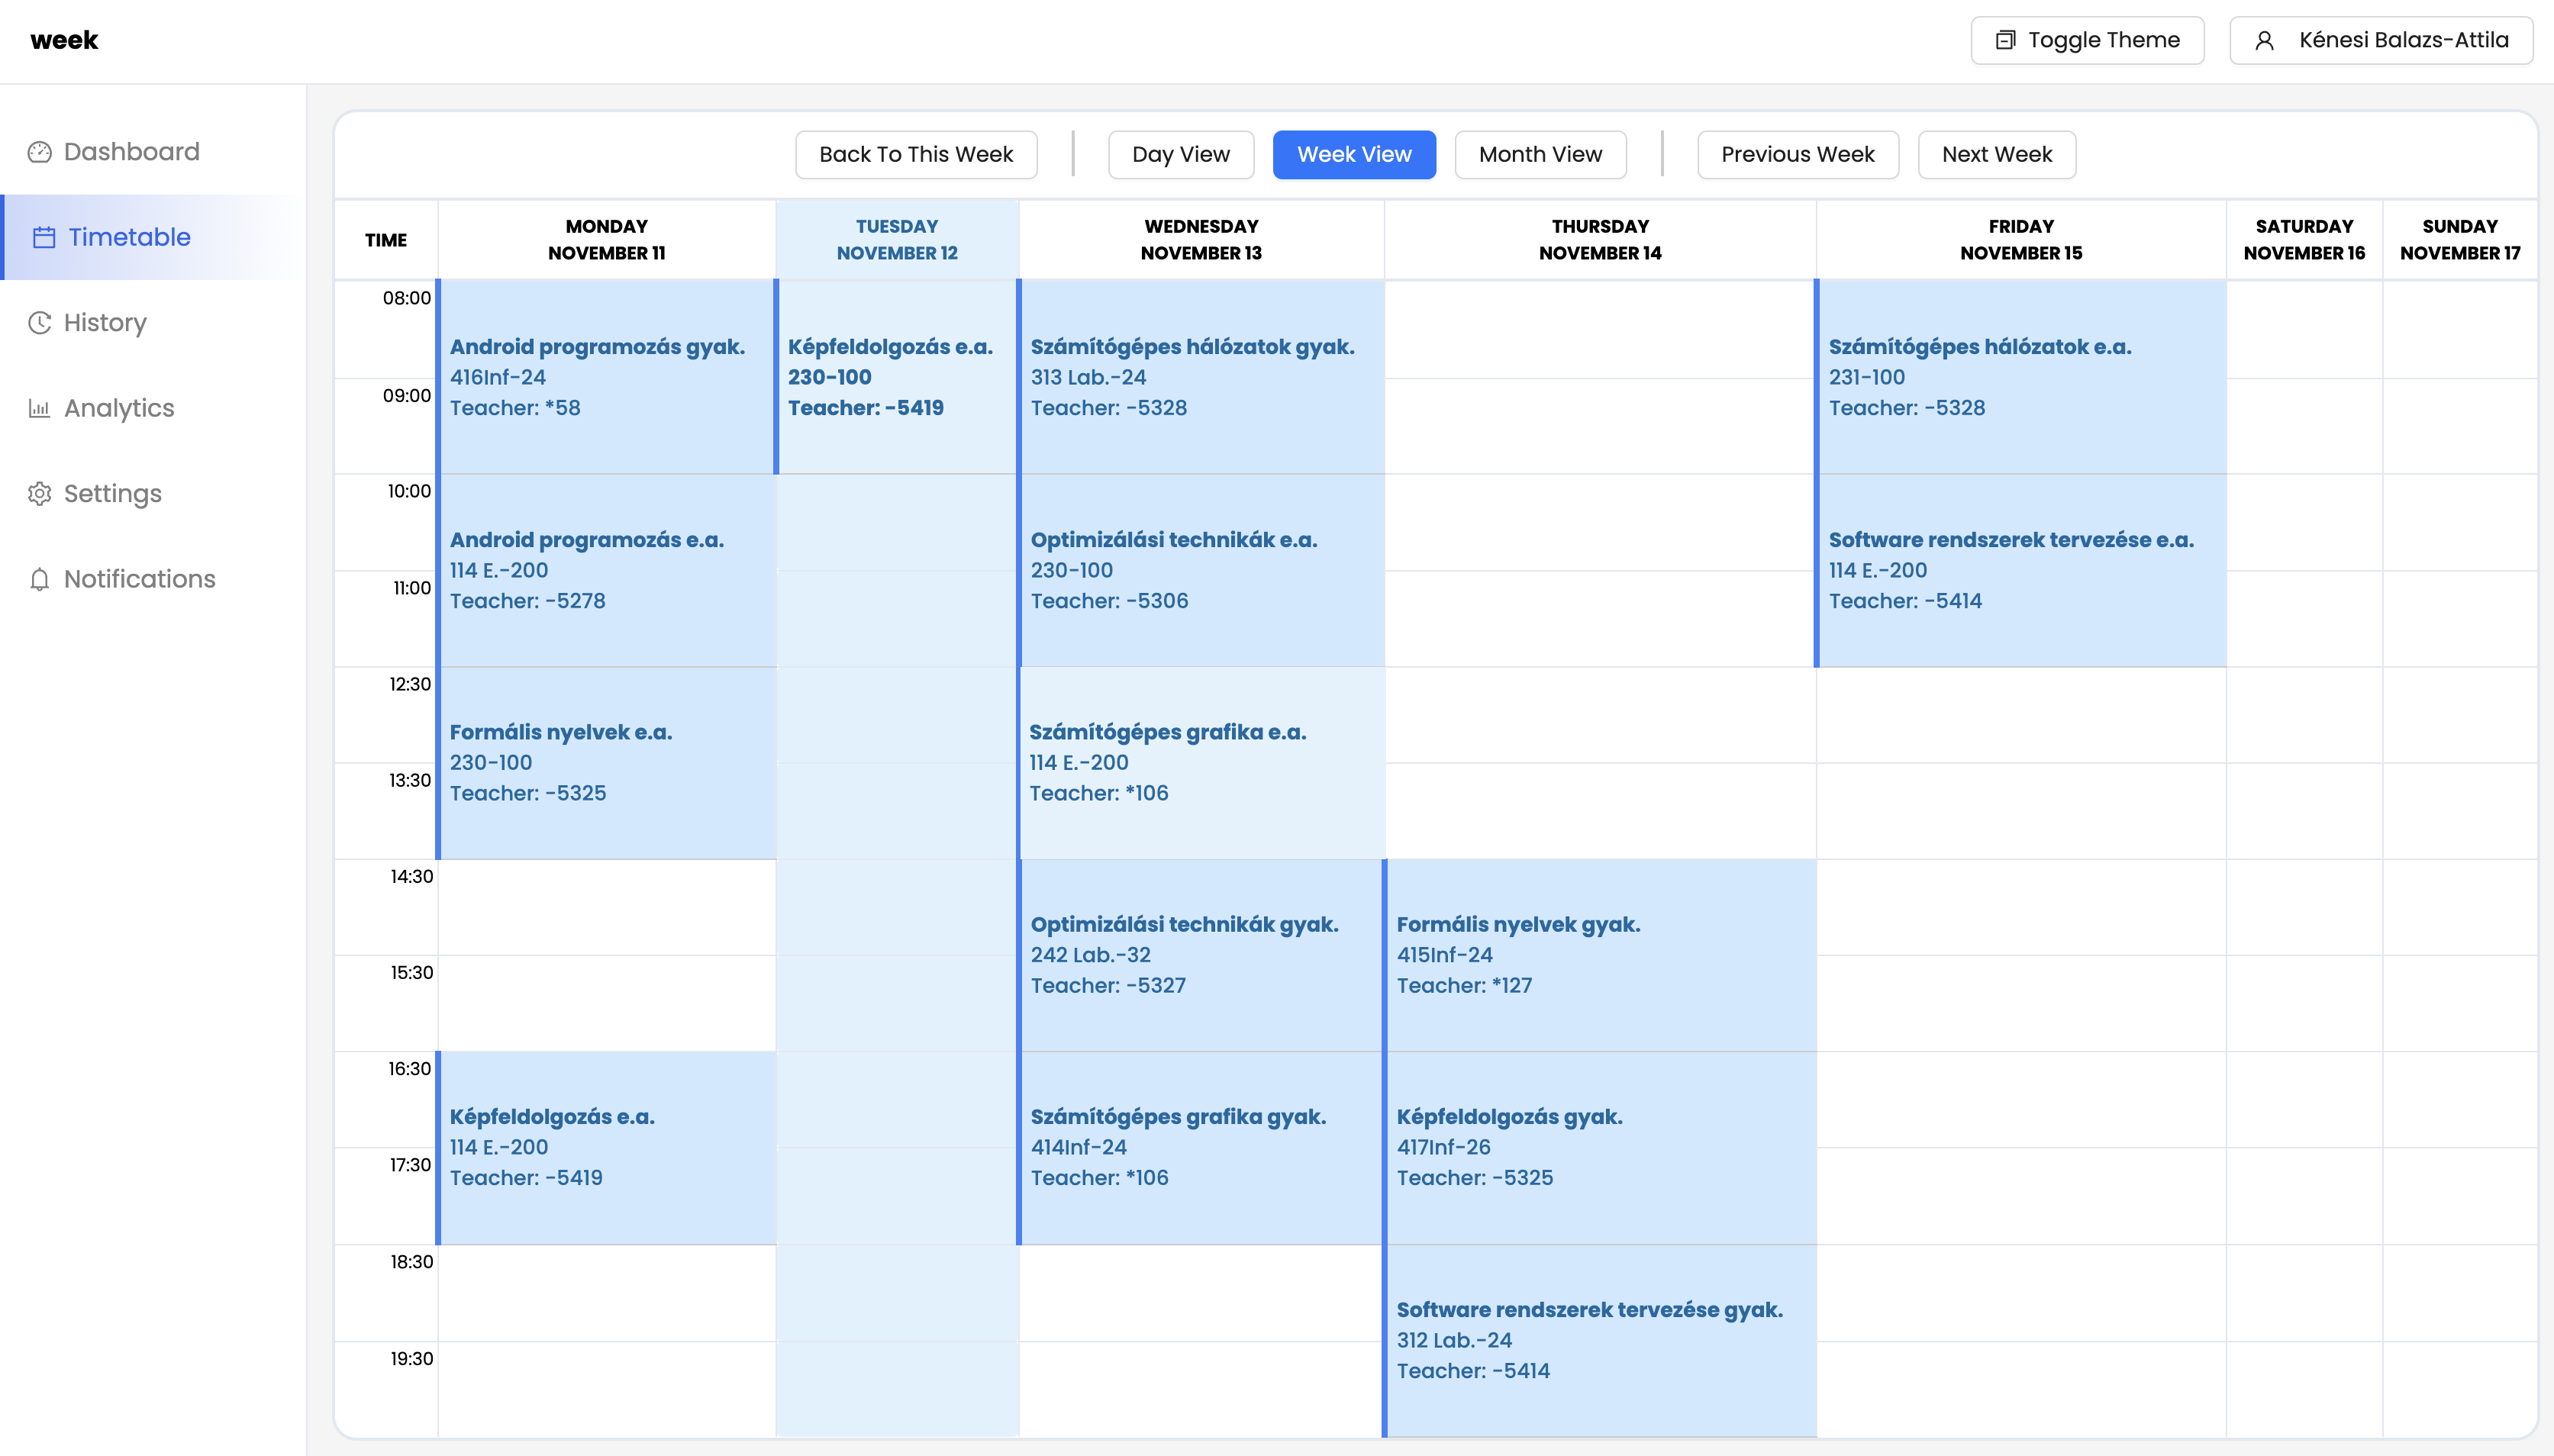 week
Toggle Theme
Kénesi Balazs-Attila
Dashboard
Timetable
History
Analytics
Settings
Notifications
Back To This Week
Day View
Week View
Month View
Previous Week
Next Week
TIME
MONDAY
NOVEMBER 11
TUESDAY
NOVEMBER 12
WEDNESDAY
NOVEMBER 13
THURSDAY
NOVEMBER 14
FRIDAY
NOVEMBER 15
SATURDAY
NOVEMBER 16
SUNDAY
NOVEMBER 17
08:00
Android programozás gyak.
416Inf-24
Teacher: *58
Képfeldolgozás e.a.
230-100
Teacher: -5419
Számítógépes hálózatok gyak.
313 Lab.-24
Teacher: -5328
Számítógépes hálózatok e.a.
231-100
Teacher: -5328
09:00
10:00
Android programozás e.a.
114 E.-200
Teacher: -5278
Optimizálási technikák e.a.
230-100
Teacher: -5306
Software rendszerek tervezése e.a.
114 E.-200
Teacher: -5414
11:00
12:30
Formális nyelvek e.a.
230-100
Teacher: -5325
Számítógépes grafika e.a.
114 E.-200
Teacher: *106
13:30
14:30
Optimizálási technikák gyak.
242 Lab.-32
Teacher: -5327
Formális nyelvek gyak.
415Inf-24
Teacher: *127
15:30
16:30
Képfeldolgozás e.a.
114 E.-200
Teacher: -5419
Számítógépes grafika gyak.
414Inf-24
Teacher: *106
Képfeldolgozás gyak.
417Inf-26
Teacher: -5325
17:30
18:30
Software rendszerek tervezése gyak.
312 Lab.-24
Teacher: -5414
19:30